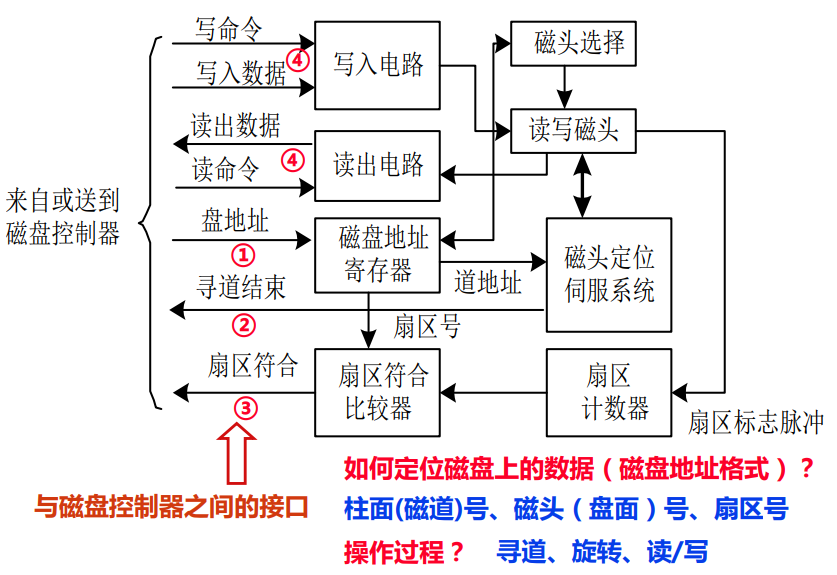 写命令
④
写入数据
写入电路
磁头选择
读出数据
④
读命令
读出电路
读写磁头
来自或送到
磁盘控制器
盘地址
①
磁盘地址
寄存器
道地址
磁头定位
伺服系统
寻道结束
②
扇区号
扇区符合
③
扇区符合
比较器
扇区
计数器
扇区标志脉冲
与磁盘控制器之间的接口
如何定位磁盘上的数据（磁盘地址格式）？
柱面(磁道)号、磁头（盘面）号、扇区号
操作过程？ 寻道、旋转、读/写